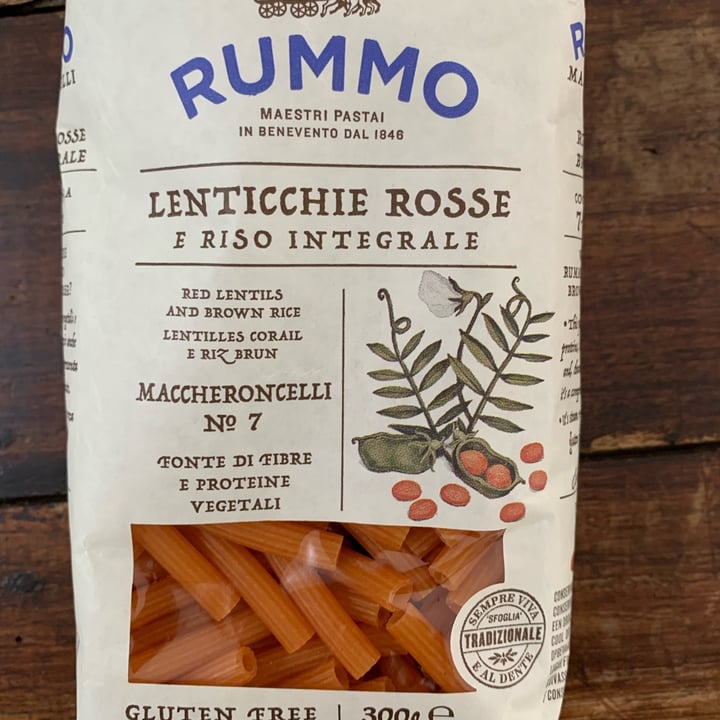 RUMMO
MAESTRI PASTAI
IN BENEVENTO DAL 1846
LENTICCHIE ROSSE
E RISO INTEGRALE
RED LENTILS
AND BROWN RICE
LENTILLES CORAIL
E RIZ BRUN
MACCHERONCELLI
Nº 7
FONTE DI FIBRE
E PROTEINE
VEGETALI
SEMPRE VIVA
"SFOGLIA"
TRADIZIONALE
E AL DENTE
GLUTEN FREE | 300g ℮